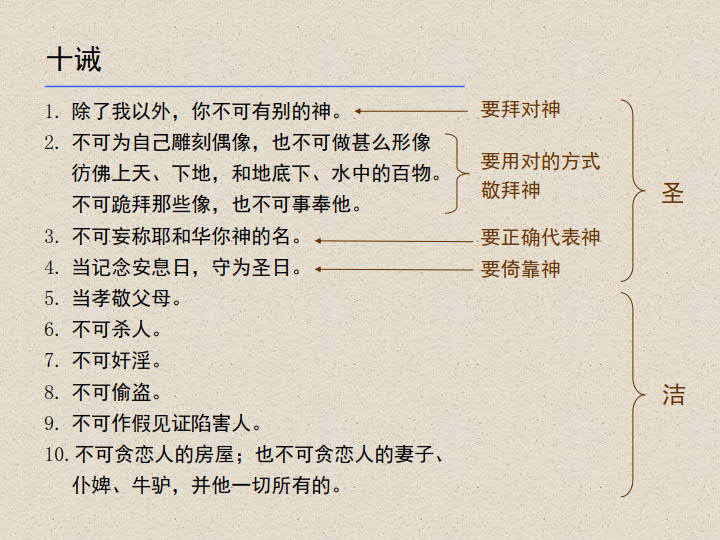 十诫
1. 除了我以外，你不可有别的神。
要拜对神
2. 不可为自己雕刻偶像，也不可做甚么形像
彷佛上天、下地，和地底下、水中的百物。
不可跪拜那些像，也不可事奉他。
要用对的方式
敬拜神
3. 不可妄称耶和华你神的名。
要正确代表神
4. 当记念安息日，守为圣日。
要倚靠神
圣
5. 当孝敬父母。
6. 不可杀人。
7. 不可奸淫。
8. 不可偷盗。
9. 不可作假见证陷害人。
10. 不可贪恋人的房屋；也不可贪恋人的妻子、
仆婢、牛驴，并他一切所有的。
洁